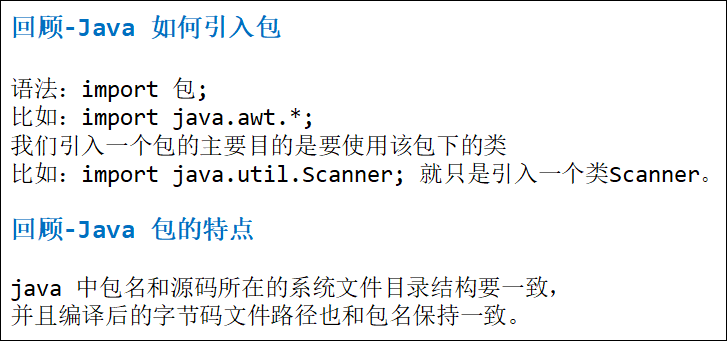 回顾-Java 如何引入包
语法：import 包;
比如：import java.awt.*;
我们引入一个包的主要目的是要使用该包下的类
比如：import java.util.Scanner; 就只是引入一个类Scanner。
回顾-Java 包的特点
java 中包名和源码所在的系统文件目录结构要一致，
并且编译后的字节码文件路径也和包名保持一致。